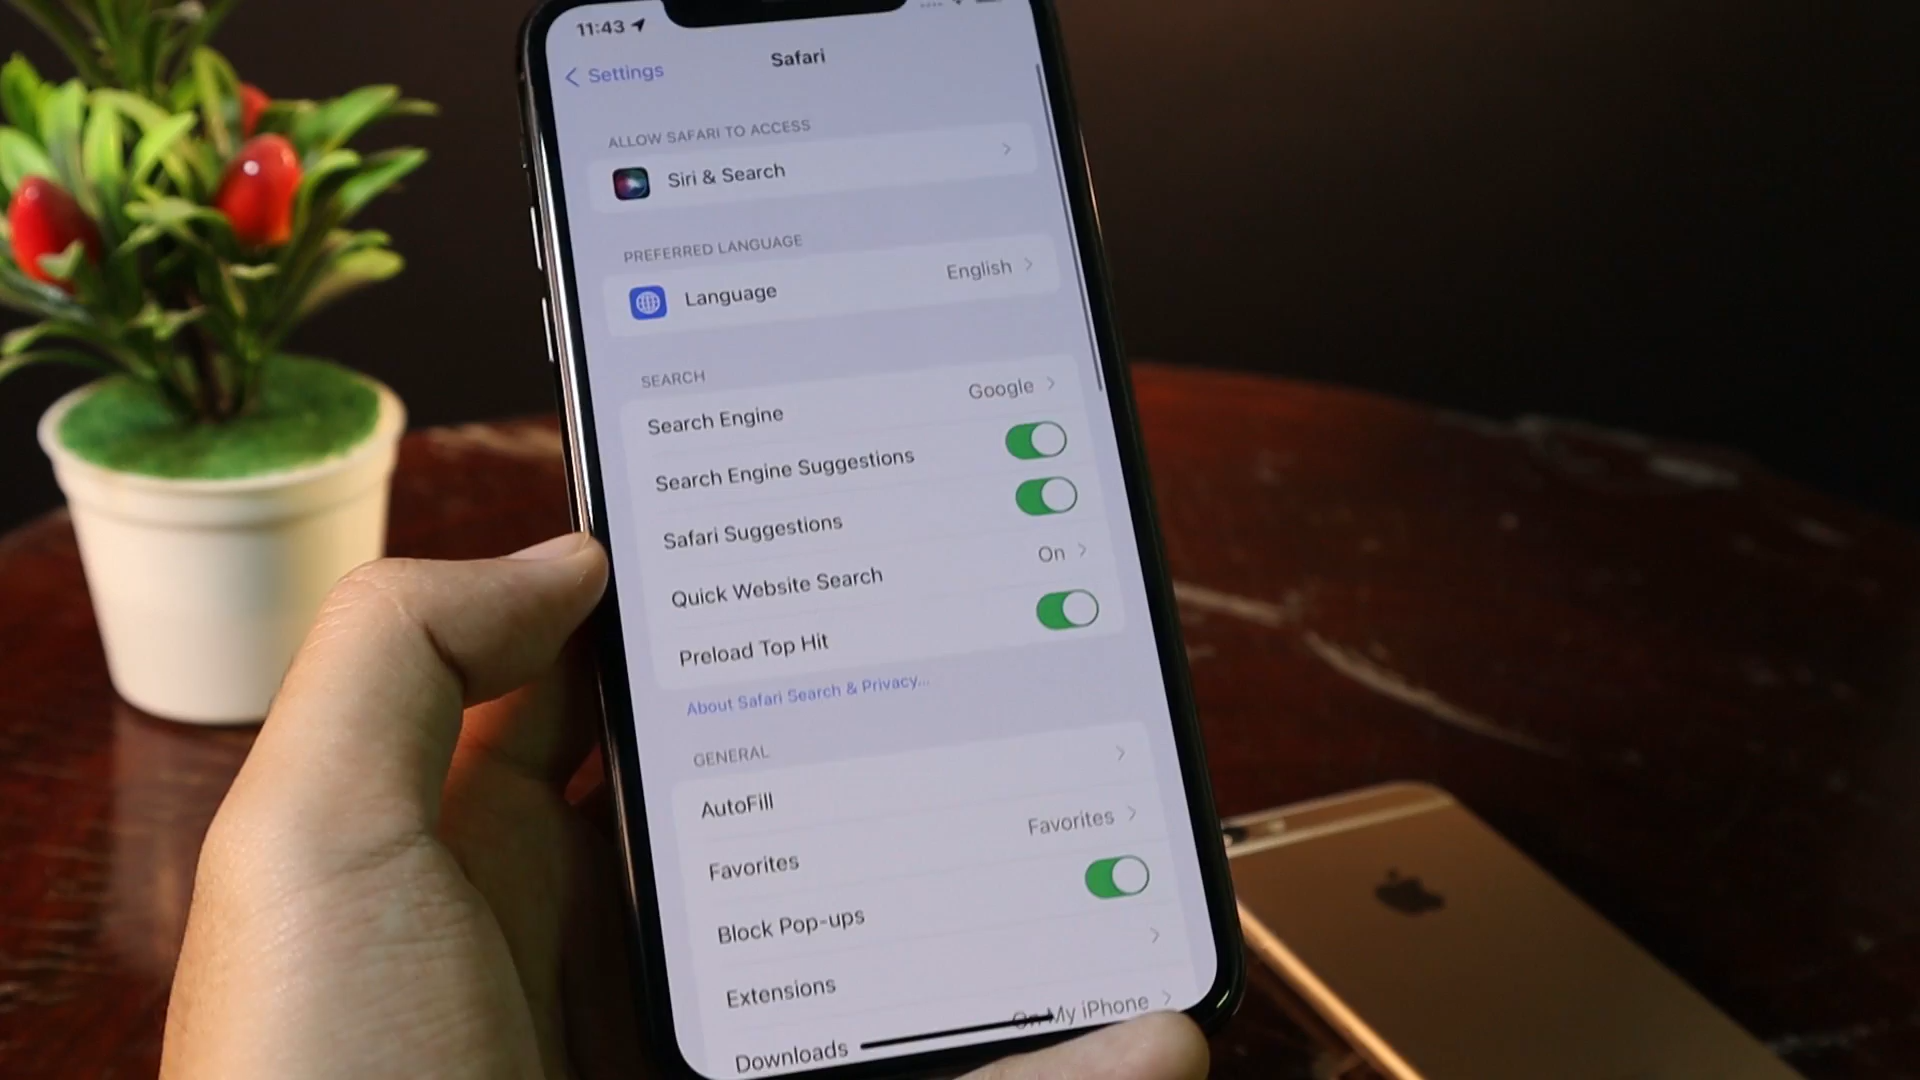 11:43
Settings
Safari
ALLOW SAFARI TO ACCESS
Siri & Search
PREFERRED LANGUAGE
Language English
SEARCH
Search Engine Google
Search Engine Suggestions
Safari Suggestions
Quick Website Search On
Preload Top Hit
About Safari Search & Privacy...
GENERAL
AutoFill
Favorites Favorites
Block Pop-ups
Extensions
Downloads On My iPhone